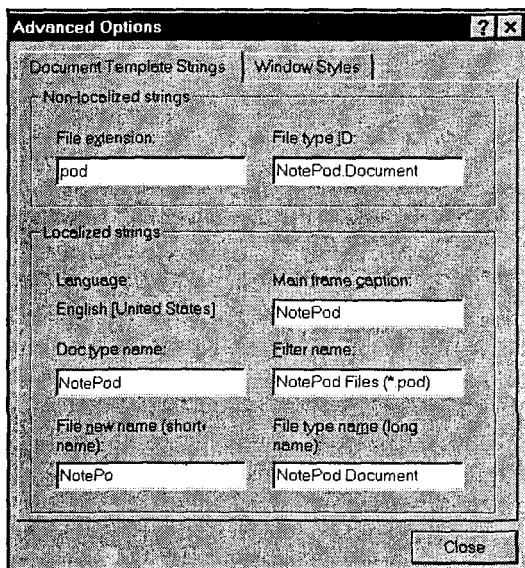 Advanced Options
Document Template Strings
Window Styles
Non-localized strings
File extension:
File type ID:
pod
NotePod.Document
Localized strings
Language:
Main frame caption:
English [United States]
NotePod
Doc type name:
Filter name:
NotePod
NotePod Files (*.pod)
File new name (short
name):
File type name (long
name):
NotePo
NotePod Document
Close